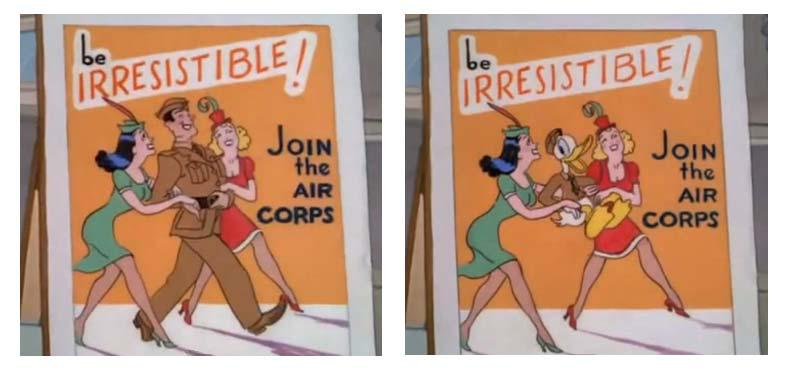 be
IRRESISTIBLE!
JOIN
the
AIR
CORPS
be
IRRESISTIBLE!
JOIN
the
AIR
CORPS